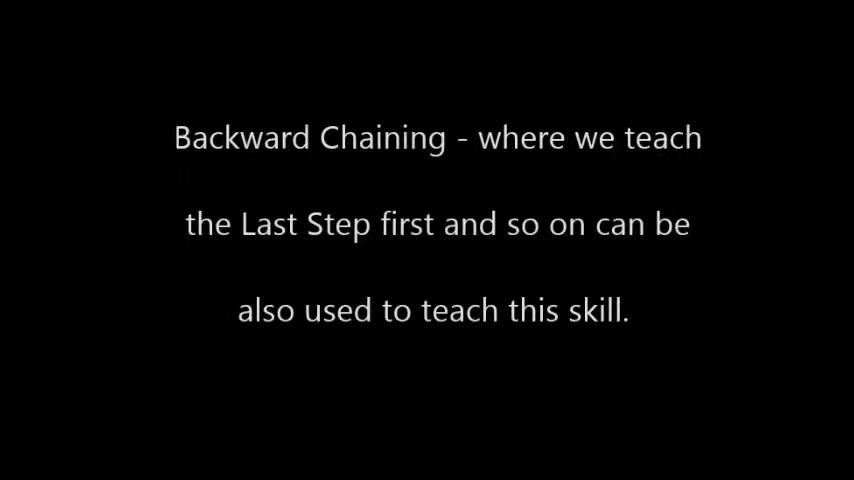 Backward Chaining - where we teach
the Last Step first and so on can be
also used to teach this skill.